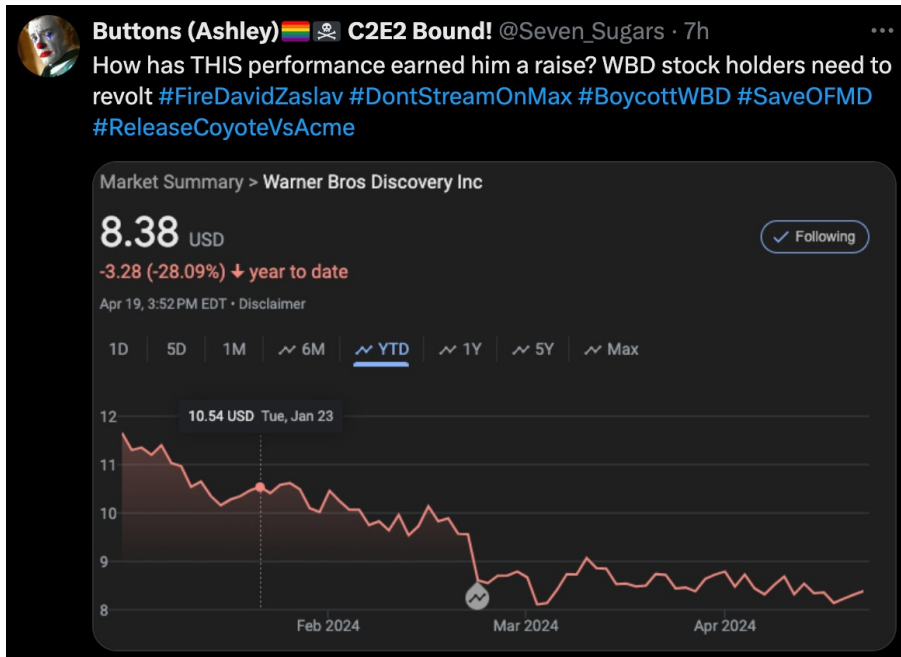 Buttons (Ashley)🏳️‍🌈🏴‍☠️ C2E2 Bound! @Seven_Sugars · 7h
How has THIS performance earned him a raise? WBD stock holders need to
revolt #FireDavidZaslav #DontStreamOnMax #BoycottWBD #SaveOFMD
#ReleaseCoyoteVsAcme
Market Summary > Warner Bros Discovery Inc
8.38 USD
Following
-3.28 (-28.09%) ↓ year to date
Apr 19, 3:52 PM EDT • Disclaimer
1D 5D 1M 6M YTD 1Y 5Y Max
12
10.54 USD Tue, Jan 23
11
10
9
8
Feb 2024 Mar 2024 Apr 2024